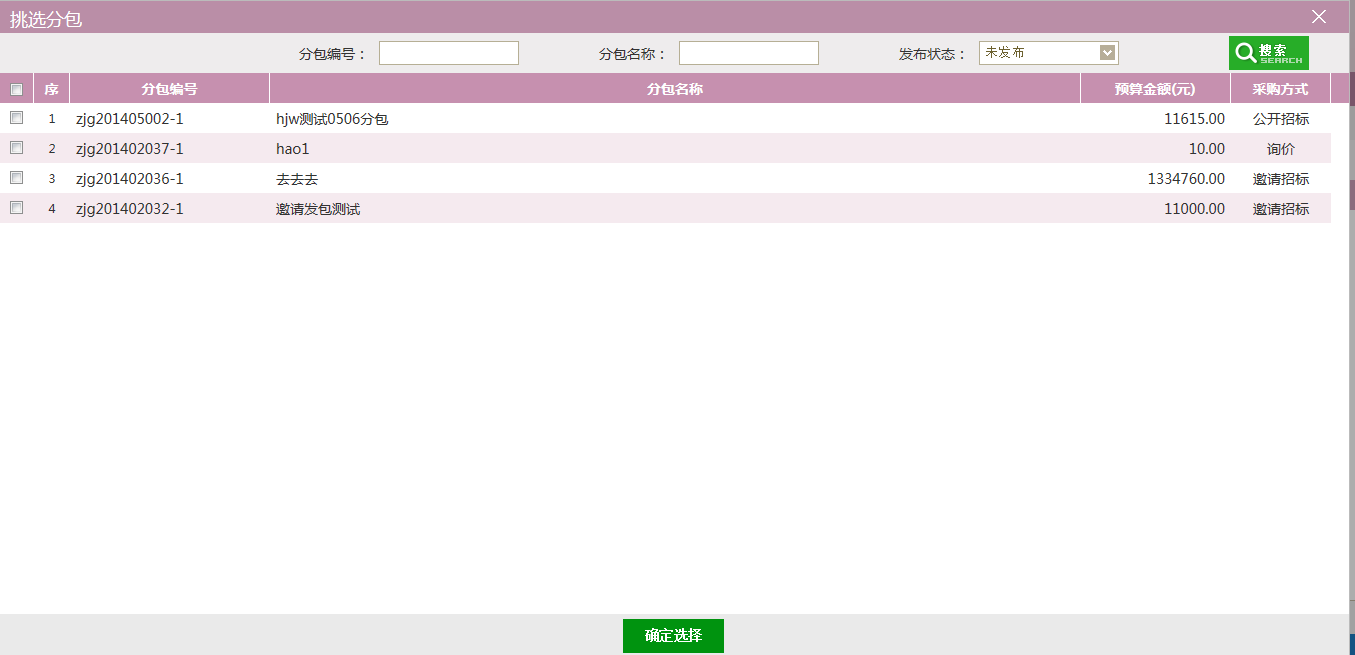 挑选分包
分包编号： 分包名称： 发布状态： 未发布 搜索 SEARCH
序 分包编号 分包名称 预算金额(元) 采购方式
1 zjg201405002-1 hjw测试0506分包 11615.00 公开招标
2 zjg201402037-1 hao1 10.00 询价
3 zjg201402036-1 去去去 1334760.00 邀请招标
4 zjg201402032-1 邀请发包测试 11000.00 邀请招标
确定选择